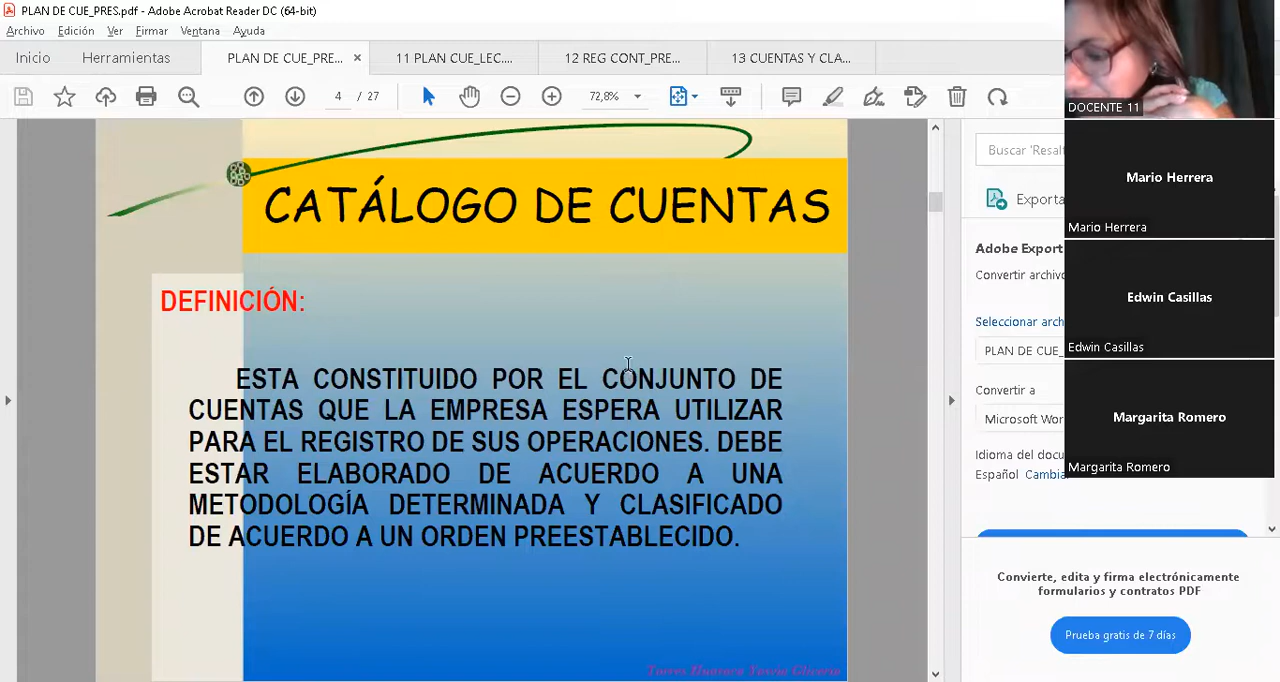 PLAN DE CUE_PRES.pdf - Adobe Acrobat Reader DC (64-bit)
Archivo Edición Ver Firmar Ventana Ayuda
Inicio Herramientas PLAN DE CUE_PRE... × 11 PLAN CUE_LEC.... 12 REG CONT_PRE... 13 CUENTAS Y CLA...
4 / 27 72,8%
CATÁLOGO DE CUENTAS
DEFINICIÓN:
ESTA CONSTITUIDO POR EL CONJUNTO DE
CUENTAS QUE LA EMPRESA ESPERA UTILIZAR
PARA EL REGISTRO DE SUS OPERACIONES. DEBE
ESTAR ELABORADO DE ACUERDO A UNA
METODOLOGÍA DETERMINADA Y CLASIFICADO
DE ACUERDO A UN ORDEN PREESTABLECIDO.
Torres Huamara Yassir Glicerio
Buscar 'Resal
Exporta
Adobe Export
Convertir archivo
Seleccionar arch
PLAN DE CUE_
Convertir a
Microsoft Wor
Idioma del docu
Español Cambia
Convierte, edita y firma electrónicamente
formularios y contratos PDF
Prueba gratis de 7 días
DOCENTE 11
Mario Herrera
Mario Herrera
Edwin Casillas
Edwin Casillas
Margarita Romero
Margarita Romero